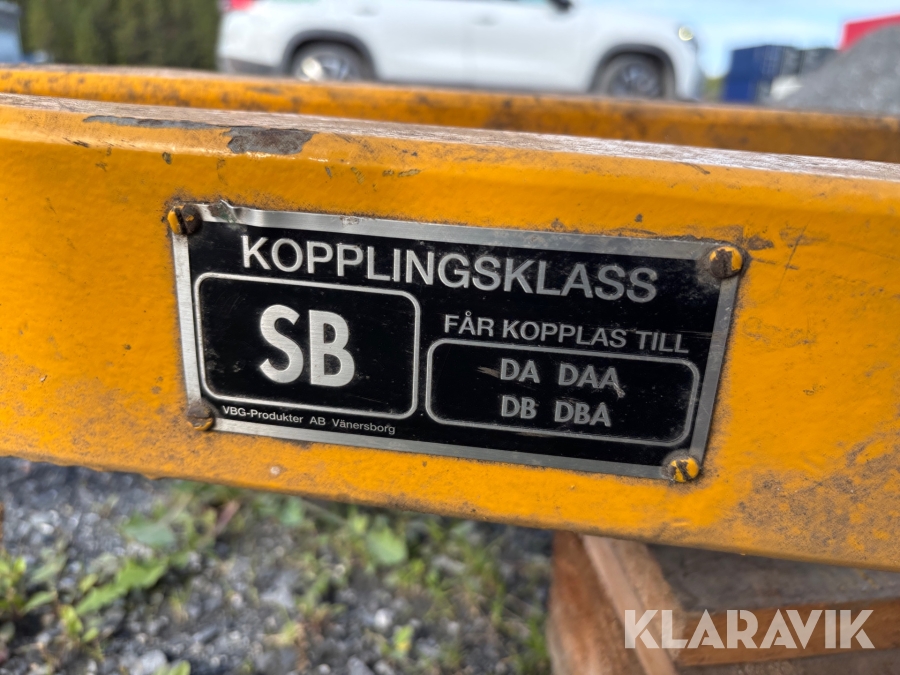 KOPPLINGSKLASS
SB
FÅR KOPPLAS TILL
DA DAA
DB DBA
VBG-Produkter AB Vänersborg
KLARAVIK